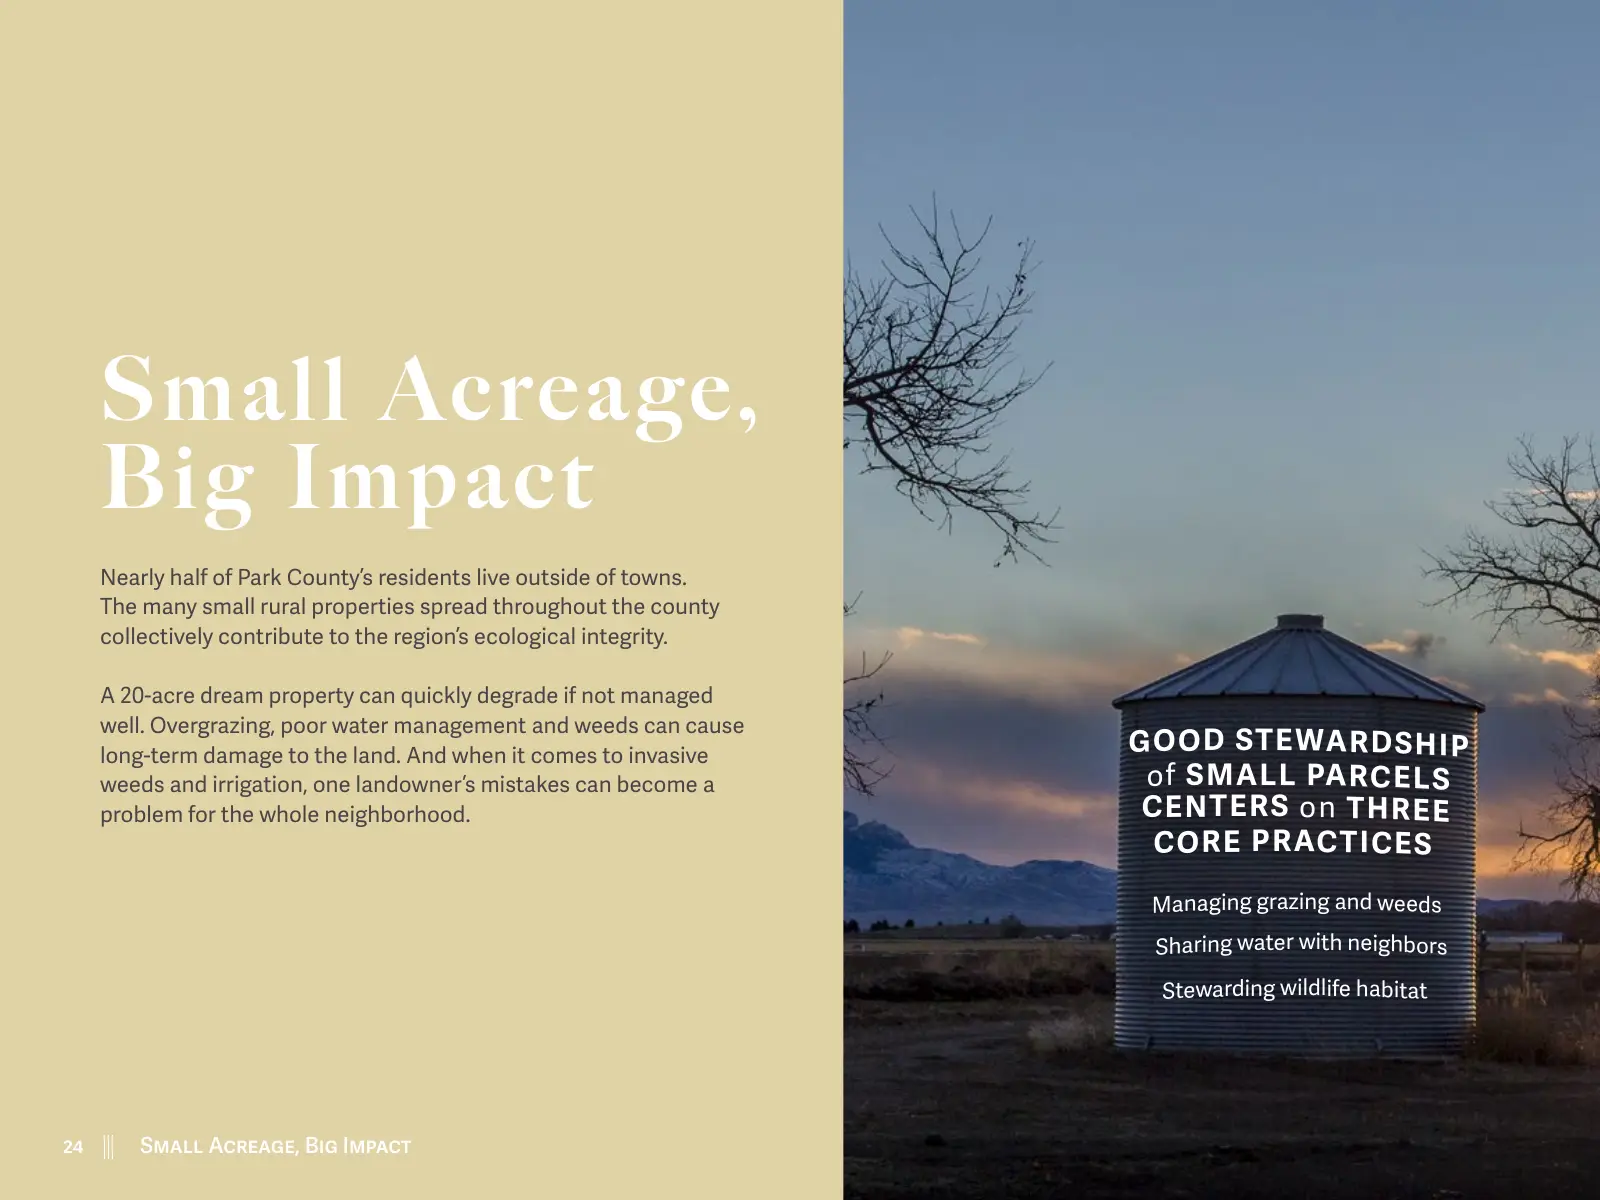 Small Acreage,
Big Impact
Nearly half of Park County’s residents live outside of towns.
The many small rural properties spread throughout the county
collectively contribute to the region’s ecological integrity.
A 20-acre dream property can quickly degrade if not managed
well. Overgrazing, poor water management and weeds can cause
long-term damage to the land. And when it comes to invasive
weeds and irrigation, one landowner’s mistakes can become a
problem for the whole neighborhood.
GOOD STEWARDSHIP
of SMALL PARCELS
CENTERS on THREE
CORE PRACTICES
Managing grazing and weeds
Sharing water with neighbors
Stewarding wildlife habitat
24 Small Acreage, Big Impact